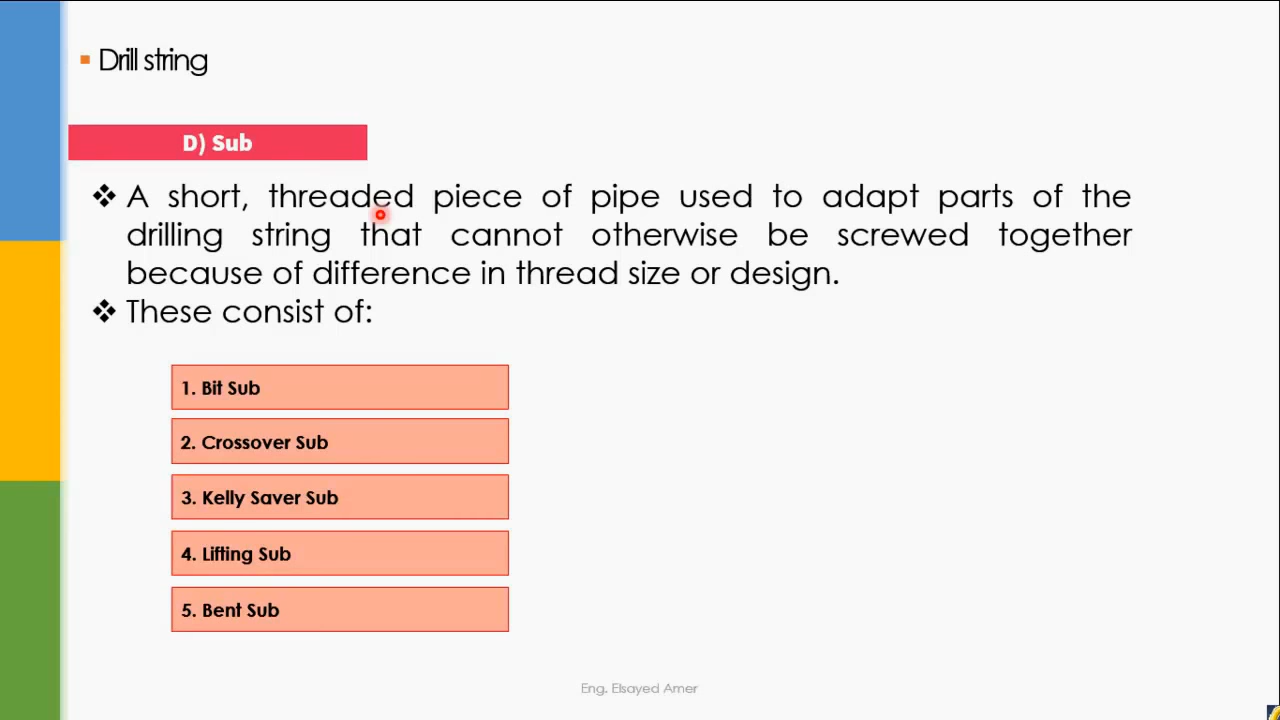 Drill string
D) Sub
A short, threaded piece of pipe used to adapt parts of the
drilling string that cannot otherwise be screwed together
because of difference in thread size or design.
These consist of:
1. Bit Sub
2. Crossover Sub
3. Kelly Saver Sub
4. Lifting Sub
5. Bent Sub
Eng. Elsayed Amer